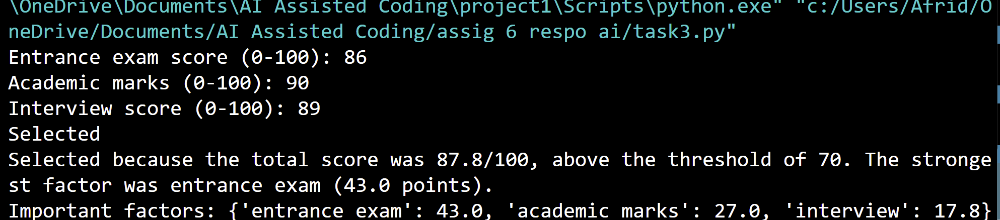 \OneDrive\Documents\AI Assisted Coding\project1\Scripts\python.exe" "c:/Users/Afrid/O
neDrive/Documents/AI Assisted Coding/assig 6 respo ai/task3.py"
Entrance exam score (0-100): 86
Academic marks (0-100): 90
Interview score (0-100): 89
Selected
Selected because the total score was 87.8/100, above the threshold of 70. The stronge
st factor was entrance exam (43.0 points).
Important factors: {'entrance exam': 43.0, 'academic marks': 27.0, 'interview': 17.8}